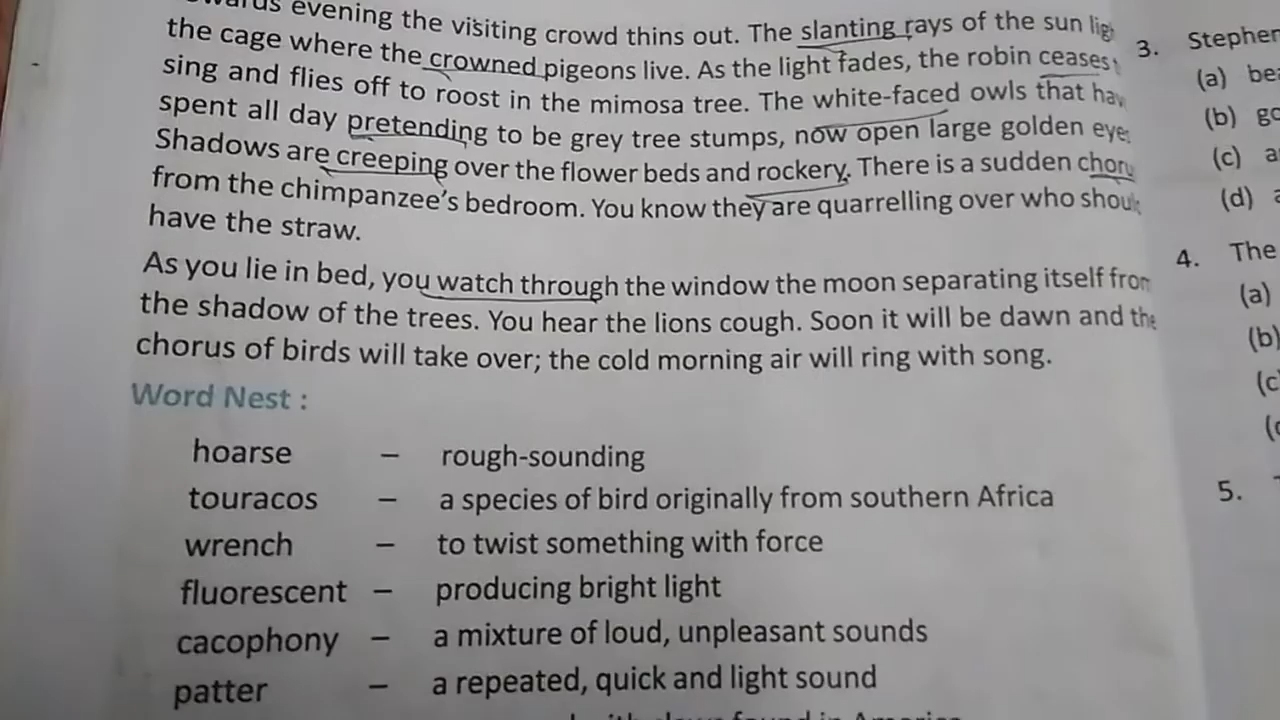 evening the visiting crowd thins out. The slanting rays of the sun
the cage where the crowned pigeons live. As the light fades, the robin ceases
sing and flies off to roost in the mimosa tree. The white-faced owls that
spent all day pretending to be grey tree stumps, now open large golden
Shadows are creeping over the flower beds and rockery. There is a sudden
from the chimpanzee's bedroom. You know they are quarrelling over who
have the straw.
As you lie in bed, you watch through the window the moon separating itself from
the shadow of the trees. You hear the lions cough. Soon it will be dawn and the
chorus of birds will take over; the cold morning air will ring with song.
Word Nest :
hoarse – rough-sounding
touracos – a species of bird originally from southern Africa
wrench – to twist something with force
fluorescent – producing bright light
cacophony – a mixture of loud, unpleasant sounds
patter – a repeated, quick and light sound
3. Stephen
(a)
(b)
(c)
(d)
4. The
(a)
(b)
5.